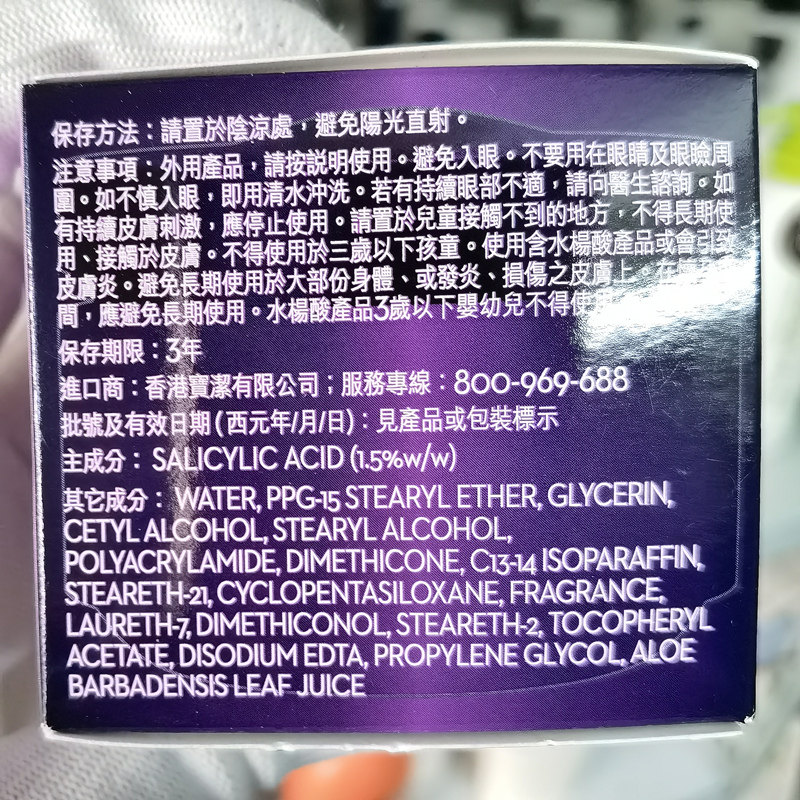 保存方法：請置於陰涼處，避免陽光直射。
注意事項：外用產品，請按説明使用。避免入眼。不要用在眼睛及眼瞼周
圍。如不慎入眼，即用清水沖洗。若有持續眼部不適，請向醫生諮詢。如
有持續皮膚刺激，應停止使用。請置於兒童接觸不到的地方，不得長期使
用、接觸於皮膚。不得使用於三歲以下孩童。使用含水楊酸產品或會引致
皮膚炎。避免長期使用於大部份身體、或發炎、損傷之皮膚上。在
間，應避免長期使用。水楊酸產品3歲以下嬰幼兒不得使
保存期限：3年
進口商：香港寶潔有限公司；服務專線：800-969-688
批號及有效日期(西元年/月/日)：見產品或包裝標示
主成分： SALICYLIC ACID (1.5%w/w)
其它成分： WATER, PPG-15 STEARYL ETHER, GLYCERIN,
CETYL ALCOHOL, STEARYL ALCOHOL,
POLYACRYLAMIDE, DIMETHICONE, C13-14 ISOPARAFFIN,
STEARETH-21, CYCLOPENTASILOXANE, FRAGRANCE,
LAURETH-7, DIMETHICONOL, STEARETH-2, TOCOPHERYL
ACETATE, DISODIUM EDTA, PROPYLENE GLYCOL, ALOE
BARBADENSIS LEAF JUICE